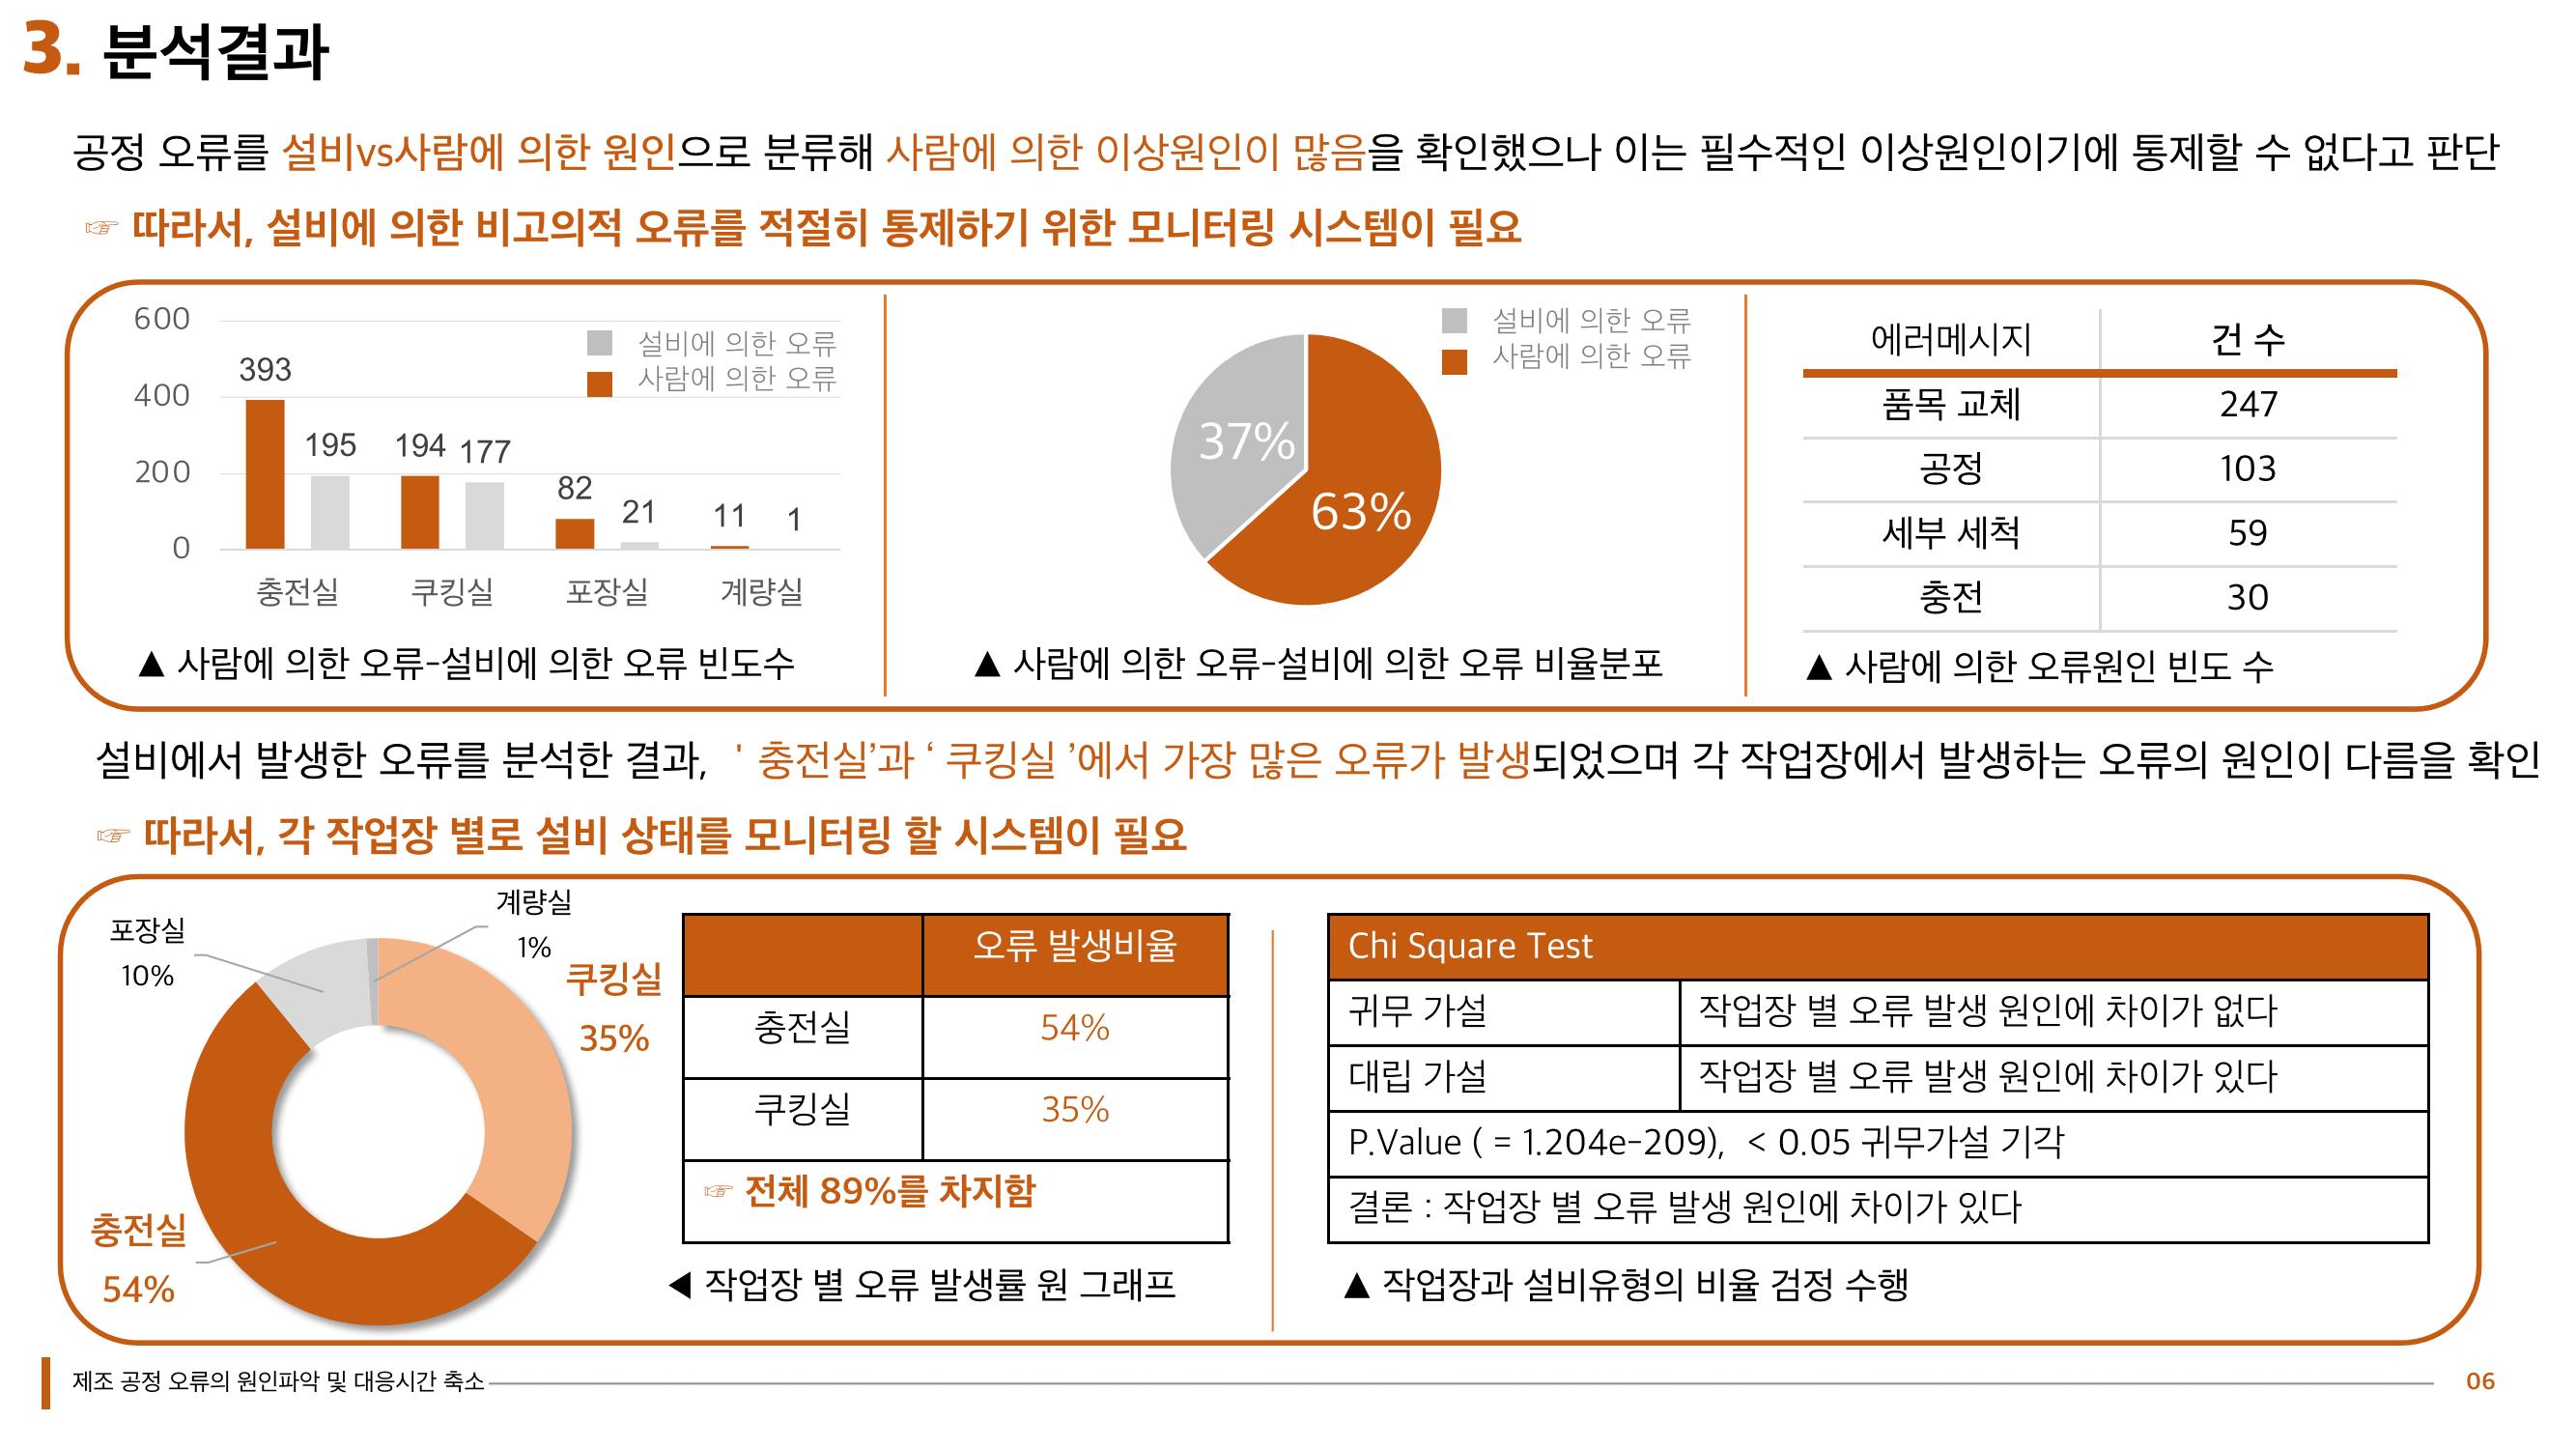 3. 분석결과
공정 오류를 설비vs사람에 의한 원인으로 분류해 사람에 의한 이상원인이 많음을 확인했으나 이는 필수적인 이상원인이기에 통제할 수 없다고 판단
☞ 따라서, 설비에 의한 비고의적 오류를 적절히 통제하기 위한 모니터링 시스템이 필요
600
400
200
0
설비에 의한 오류
사람에 의한 오류
393
195
194
177
82
21
11
1
충전실
쿠킹실
포장실
계량실
▲ 사람에 의한 오류-설비에 의한 오류 빈도수
설비에 의한 오류
사람에 의한 오류
37%
63%
▲ 사람에 의한 오류-설비에 의한 오류 비율분포
에러메시지 건 수
품목 교체 247
공정 103
세부 세척 59
충전 30
▲ 사람에 의한 오류원인 빈도 수
설비에서 발생한 오류를 분석한 결과, ' 충전실’과 ‘ 쿠킹실 ’에서 가장 많은 오류가 발생되었으며 각 작업장에서 발생하는 오류의 원인이 다름을 확인
☞ 따라서, 각 작업장 별로 설비 상태를 모니터링 할 시스템이 필요
계량실
1%
포장실
10%
쿠킹실
35%
충전실
54%
오류 발생비율
충전실 54%
쿠킹실 35%
☞ 전체 89%를 차지함
◀ 작업장 별 오류 발생률 원 그래프
Chi Square Test
귀무 가설 작업장 별 오류 발생 원인에 차이가 없다
대립 가설 작업장 별 오류 발생 원인에 차이가 있다
P.Value ( = 1.204e-209), < 0.05 귀무가설 기각
결론 : 작업장 별 오류 발생 원인에 차이가 있다
▲ 작업장과 설비유형의 비율 검정 수행
제조 공정 오류의 원인파악 및 대응시간 축소
06